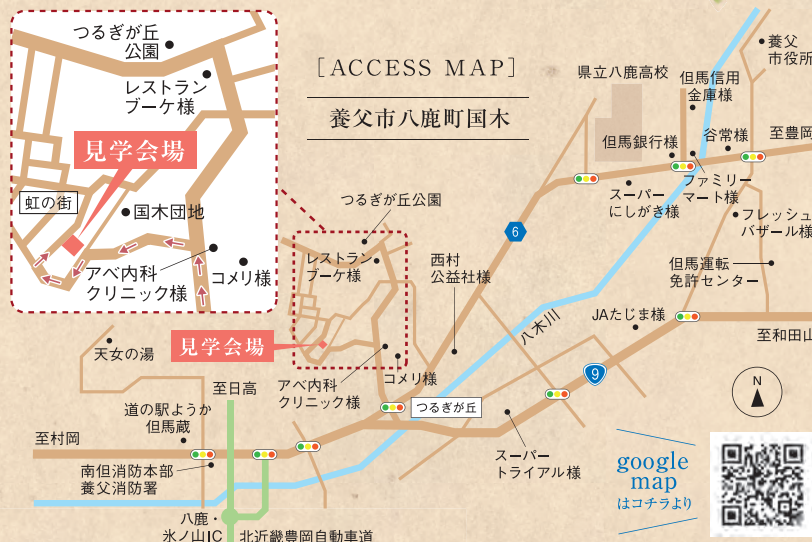 つるぎが丘
公園
レストラン
ブーケ様
見学会場
虹の街
国木団地
アベ内科
クリニック様
コメリ様
[ACCESS MAP]
養父市八鹿町国木
県立八鹿高校
但馬信用
金庫様
養父
市役所
但馬銀行様
谷常様
至豊岡
スーパー
にしがき様
ファミリー
マート様
フレッシュ
バザール様
6
つるぎが丘公園
レストラン
ブーケ様
西村
公益社様
但馬運転
免許センター
八木川
JAたじま様
至和田山
天女の湯
見学会場
アベ内科
クリニック様
コメリ様
9
N
至日高
つるぎが丘
道の駅ようか
但馬蔵
至村岡
南但消防本部
養父消防署
スーパー
トライアル様
google
map
はコチラより
八鹿・
氷ノ山IC
北近畿豊岡自動車道